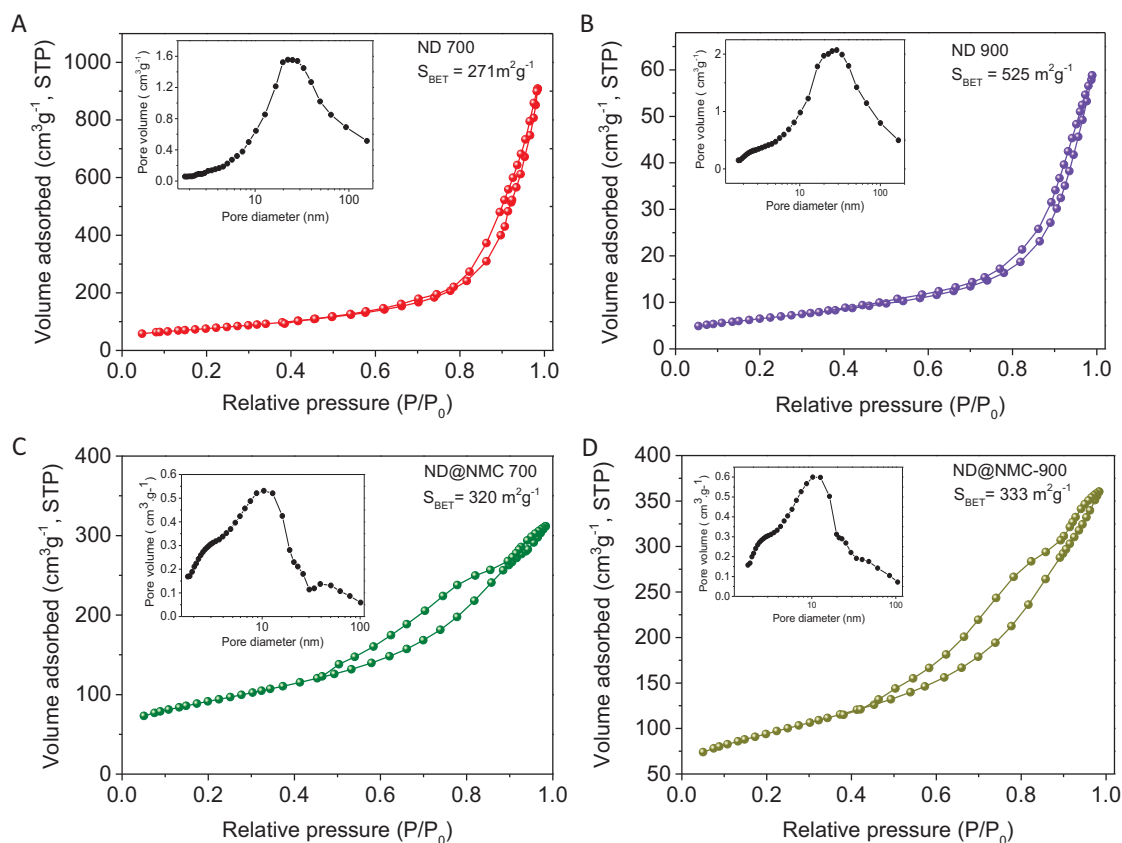 A
ND 700
S_BET = 271m²g⁻¹
Volume adsorbed (cm³g⁻¹, STP)
1000
800
600
400
200
0
0.0 0.2 0.4 0.6 0.8 1.0
Relative pressure (P/P₀)
Pore volume ( cm³g⁻¹)
1.6
1.2
0.8
0.4
0.0
10 100
Pore diameter (nm)
B
ND 900
S_BET = 525 m²g⁻¹
Volume adsorbed (cm³g⁻¹, STP)
60
50
40
30
20
10
0
0.0 0.2 0.4 0.6 0.8 1.0
Relative pressure (P/P₀)
Pore volume ( cm³g⁻¹)
2
1
0
10 100
Pore diameter (nm)
C
ND@NMC 700
S_BET= 320 m²g⁻¹
Volume adsorbed (cm³g⁻¹, STP)
400
300
200
100
0
0.0 0.2 0.4 0.6 0.8 1.0
Relative pressure (P/P₀)
Pore volume ( cm³.g⁻¹)
0.6
0.5
0.4
0.3
0.2
0.1
0.0
10 100
Pore diameter (nm)
D
ND@NMC-900
S_BET= 333 m²g⁻¹
Volume adsorbed (cm³g⁻¹, STP)
400
350
300
250
200
150
100
50
0.0 0.2 0.4 0.6 0.8 1.0
Relative pressure (P/P₀)
Pore volume ( cm³.g⁻¹)
0.6
0.5
0.4
0.3
0.2
0.1
0.0
10 100
Pore diameter (nm)